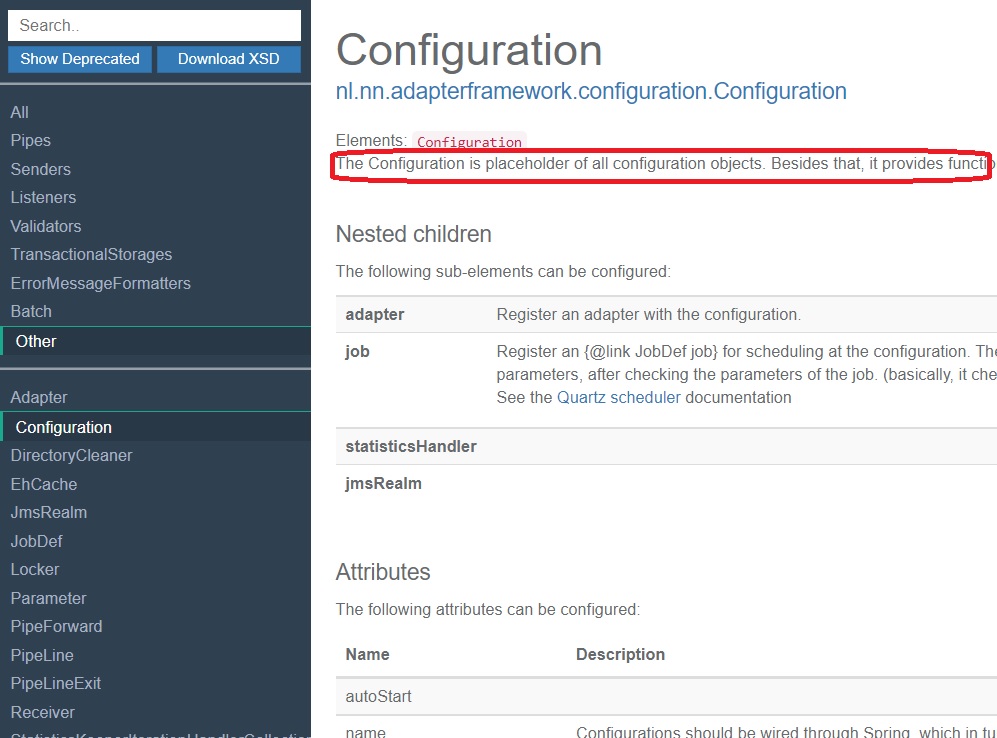 Search..
Show Deprecated
Download XSD
All
Pipes
Senders
Listeners
Validators
TransactionalStorages
ErrorMessageFormatters
Batch
Other
Adapter
Configuration
DirectoryCleaner
EhCache
JmsRealm
JobDef
Locker
Parameter
PipeForward
PipeLine
PipeLineExit
Receiver
Configuration
nl.nn.adapterframework.configuration.Configuration
Elements: Configuration
The Configuration is placeholder of all configuration objects. Besides that, it provides functio
Nested children
The following sub-elements can be configured:
adapter Register an adapter with the configuration.
job Register an {@link JobDef job} for scheduling at the configuration. The
parameters, after checking the parameters of the job. (basically, it che
See the Quartz scheduler documentation
statisticsHandler
jmsRealm
Attributes
The following attributes can be configured:
Name Description
autoStart
name Configurations should be wired through Spring, which in tu